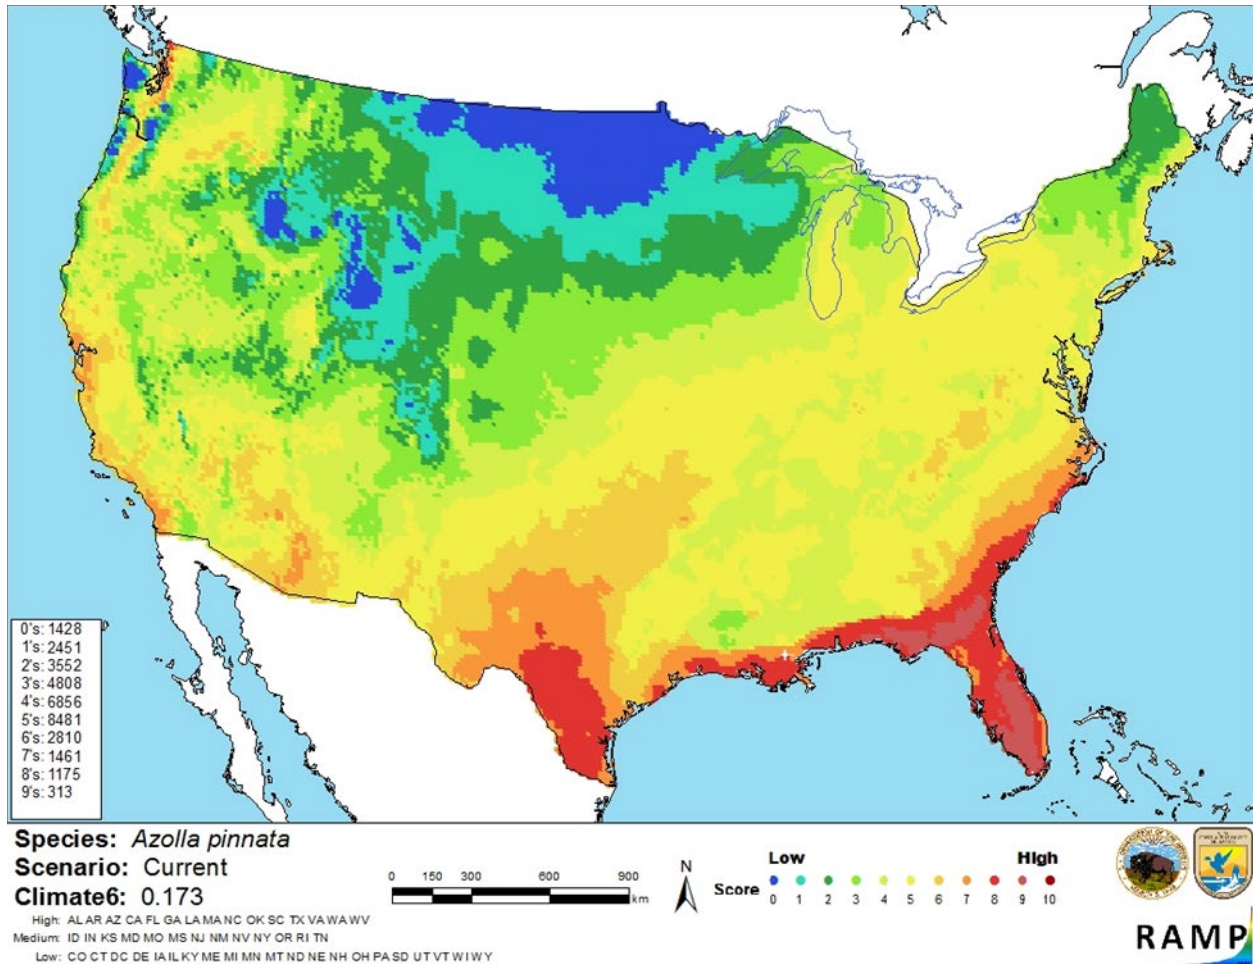 0's: 1428
1's: 2451
2's: 3552
3's: 4808
4's: 6856
5's: 8481
6's: 2810
7's: 1461
8's: 1175
9's: 313
Species: Azolla pinnata
Scenario: Current
Climate6: 0.173
High: AL AR AZ CA FL GA LA MA NC OK SC TX VA WA WV
Medium: ID IN KS MD MO MS NJ NM NV NY OR RI TN
Low: CO CT DC DE IA IL KY ME MI MN MT ND NE NH OH PA SD UT VT WI WY
0 150 300 600 900
km
N
Low High
Score
0 1 2 3 4 5 6 7 8 9 10
RAMP